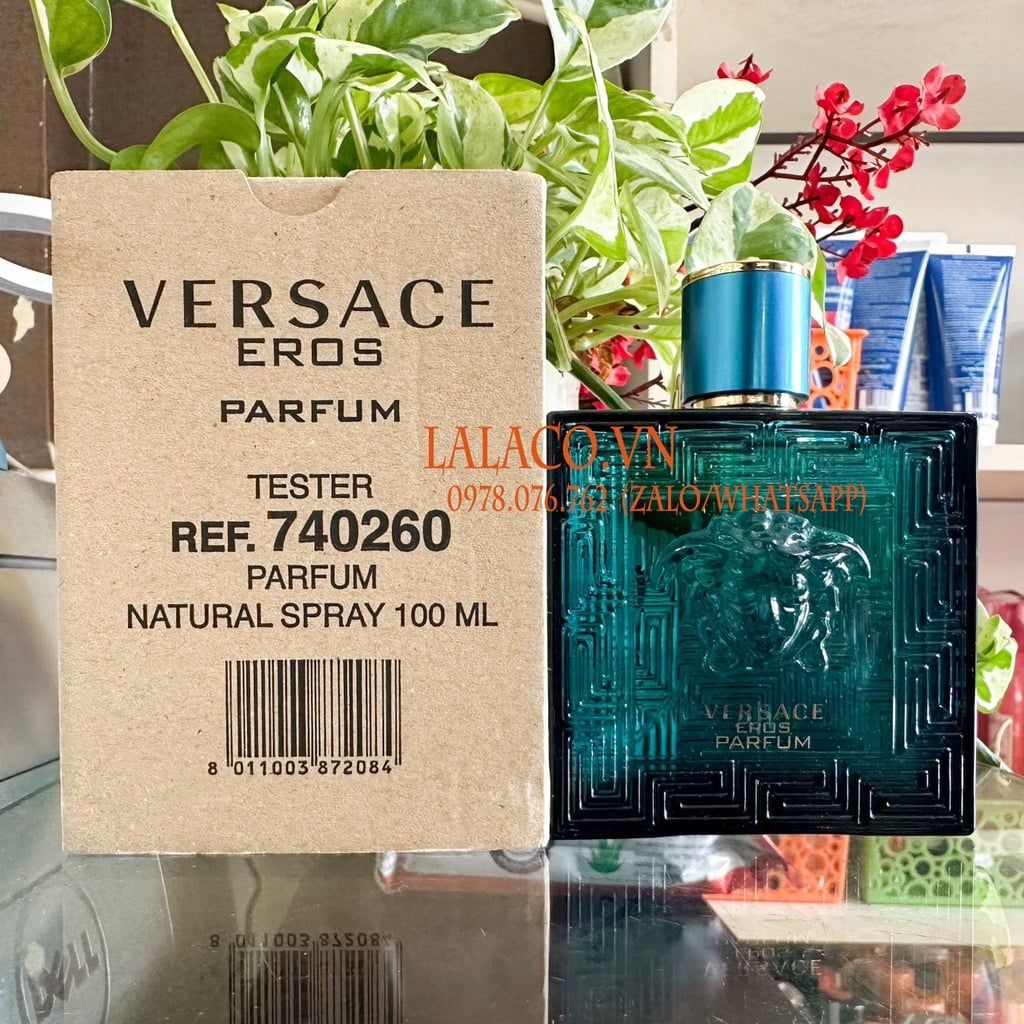 VERSACE
EROS
PARFUM
TESTER
REF. 740260
PARFUM
NATURAL SPRAY 100 ML
8 011003 872084
LALACO.VN
0978.076.762 (ZALO/WHATSAPP)
VERSACE
EROS
PARFUM
DELL